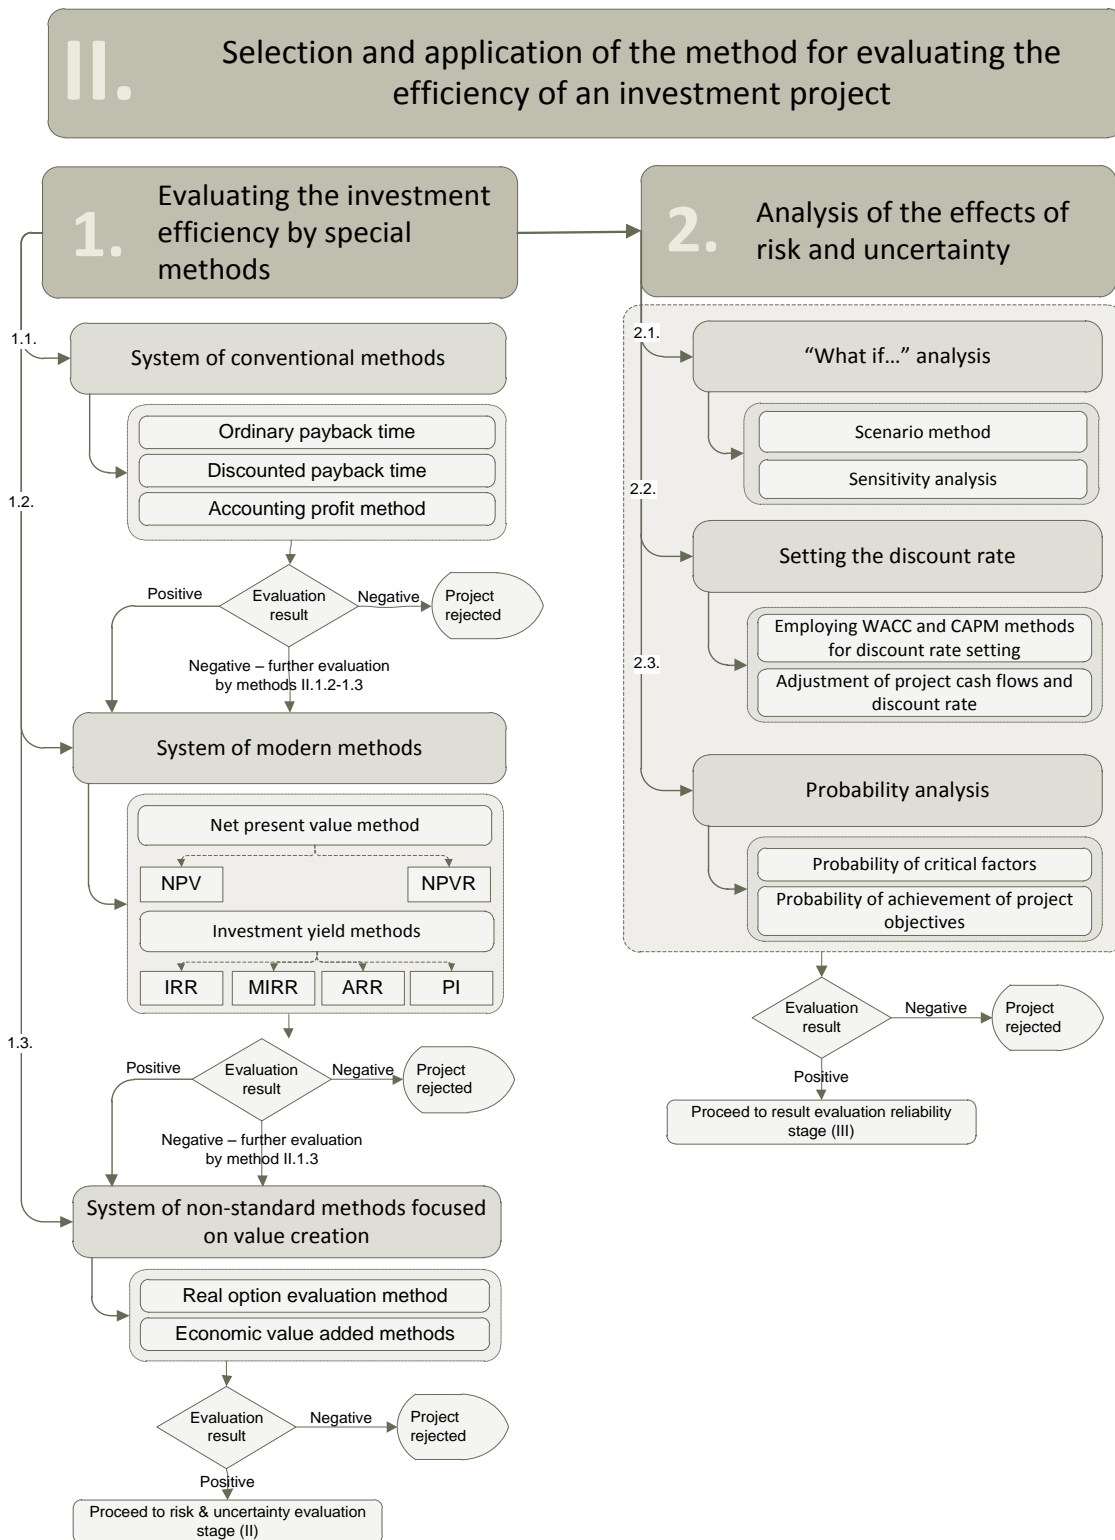 II.
Selection and application of the method for evaluating the
efficiency of an investment project
1.
Evaluating the investment
efficiency by special
methods
1.1.
System of conventional methods
Ordinary payback time
Discounted payback time
Accounting profit method
1.2.
Positive
Evaluation
result
Negative
Project
rejected
Negative – further evaluation
by methods II.1.2-1.3
System of modern methods
Net present value method
NPV
NPVR
Investment yield methods
IRR
MIRR
ARR
PI
1.3.
Positive
Evaluation
result
Negative
Project
rejected
Negative – further evaluation
by method II.1.3
System of non-standard methods focused
on value creation
Real option evaluation method
Economic value added methods
Evaluation
result
Negative
Project
rejected
Positive
Proceed to risk & uncertainty evaluation
stage (II)
2.
Analysis of the effects of
risk and uncertainty
2.1.
“What if…” analysis
Scenario method
Sensitivity analysis
2.2.
Setting the discount rate
Employing WACC and CAPM methods
for discount rate setting
Adjustment of project cash flows and
discount rate
2.3.
Probability analysis
Probability of critical factors
Probability of achievement of project
objectives
Evaluation
result
Negative
Project
rejected
Positive
Proceed to result evaluation reliability
stage (III)